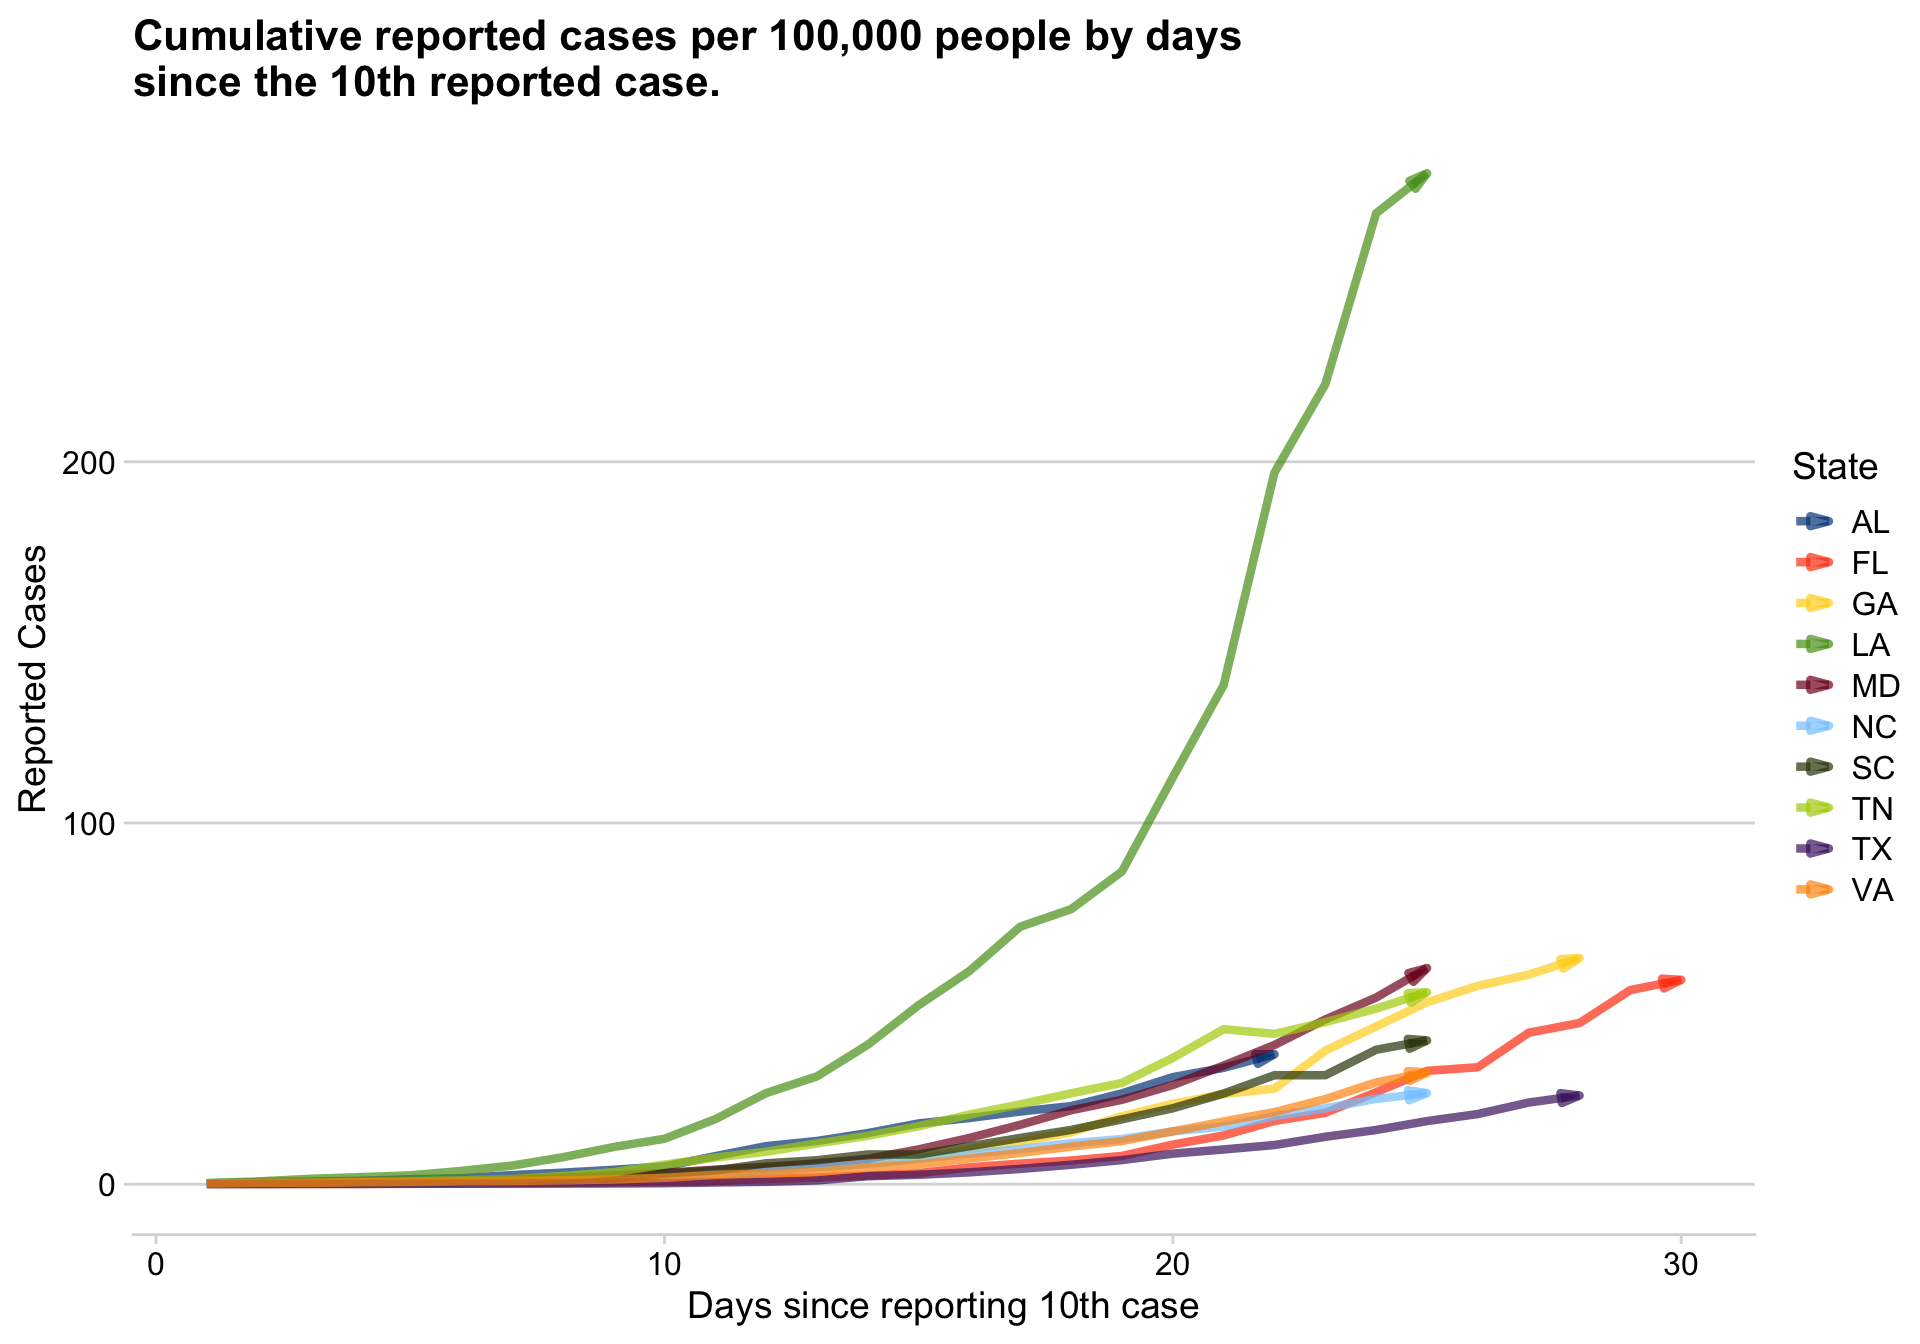 Cumulative reported cases per 100,000 people by days
since the 10th reported case.
Reported Cases
200
100
0
0
10
20
30
Days since reporting 10th case
State
AL
FL
GA
LA
MD
NC
SC
TN
TX
VA